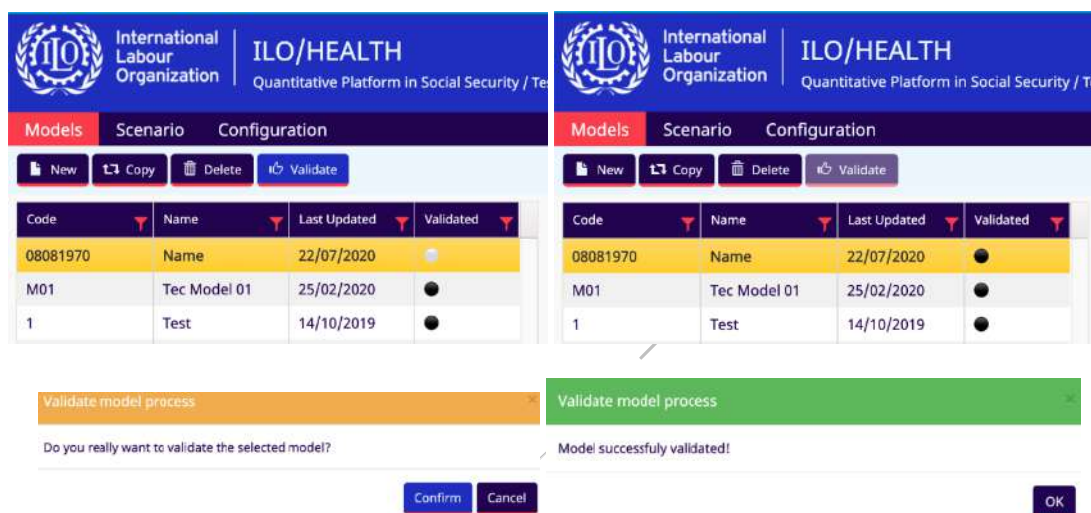 International
Labour
Organization
ILO/HEALTH
Quantitative Platform in Social Security / Te
Models Scenario Configuration
New Copy Delete Validate
Code Name Last Updated Validated
08081970 Name 22/07/2020
M01 Tec Model 01 25/02/2020
1 Test 14/10/2019
International
Labour
Organization
ILO/HEALTH
Quantitative Platform in Social Security / T
Models Scenario Configuration
New Copy Delete Validate
Code Name Last Updated Validated
08081970 Name 22/07/2020
M01 Tec Model 01 25/02/2020
1 Test 14/10/2019
Validate model process
Do you really want to validate the selected model?
Confirm Cancel
Validate model process
Model successfuly validated!
OK